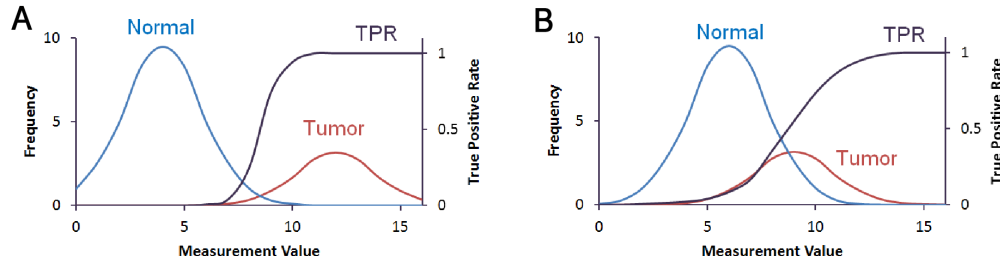 A
Normal
TPR
Tumor
10
5
0
1
0.5
0
Frequency
True Positive Rate
0 5 10 15
Measurement Value
B
Normal
TPR
Tumor
10
5
0
1
0.5
0
Frequency
True Positive Rate
0 5 10 15
Measurement Value